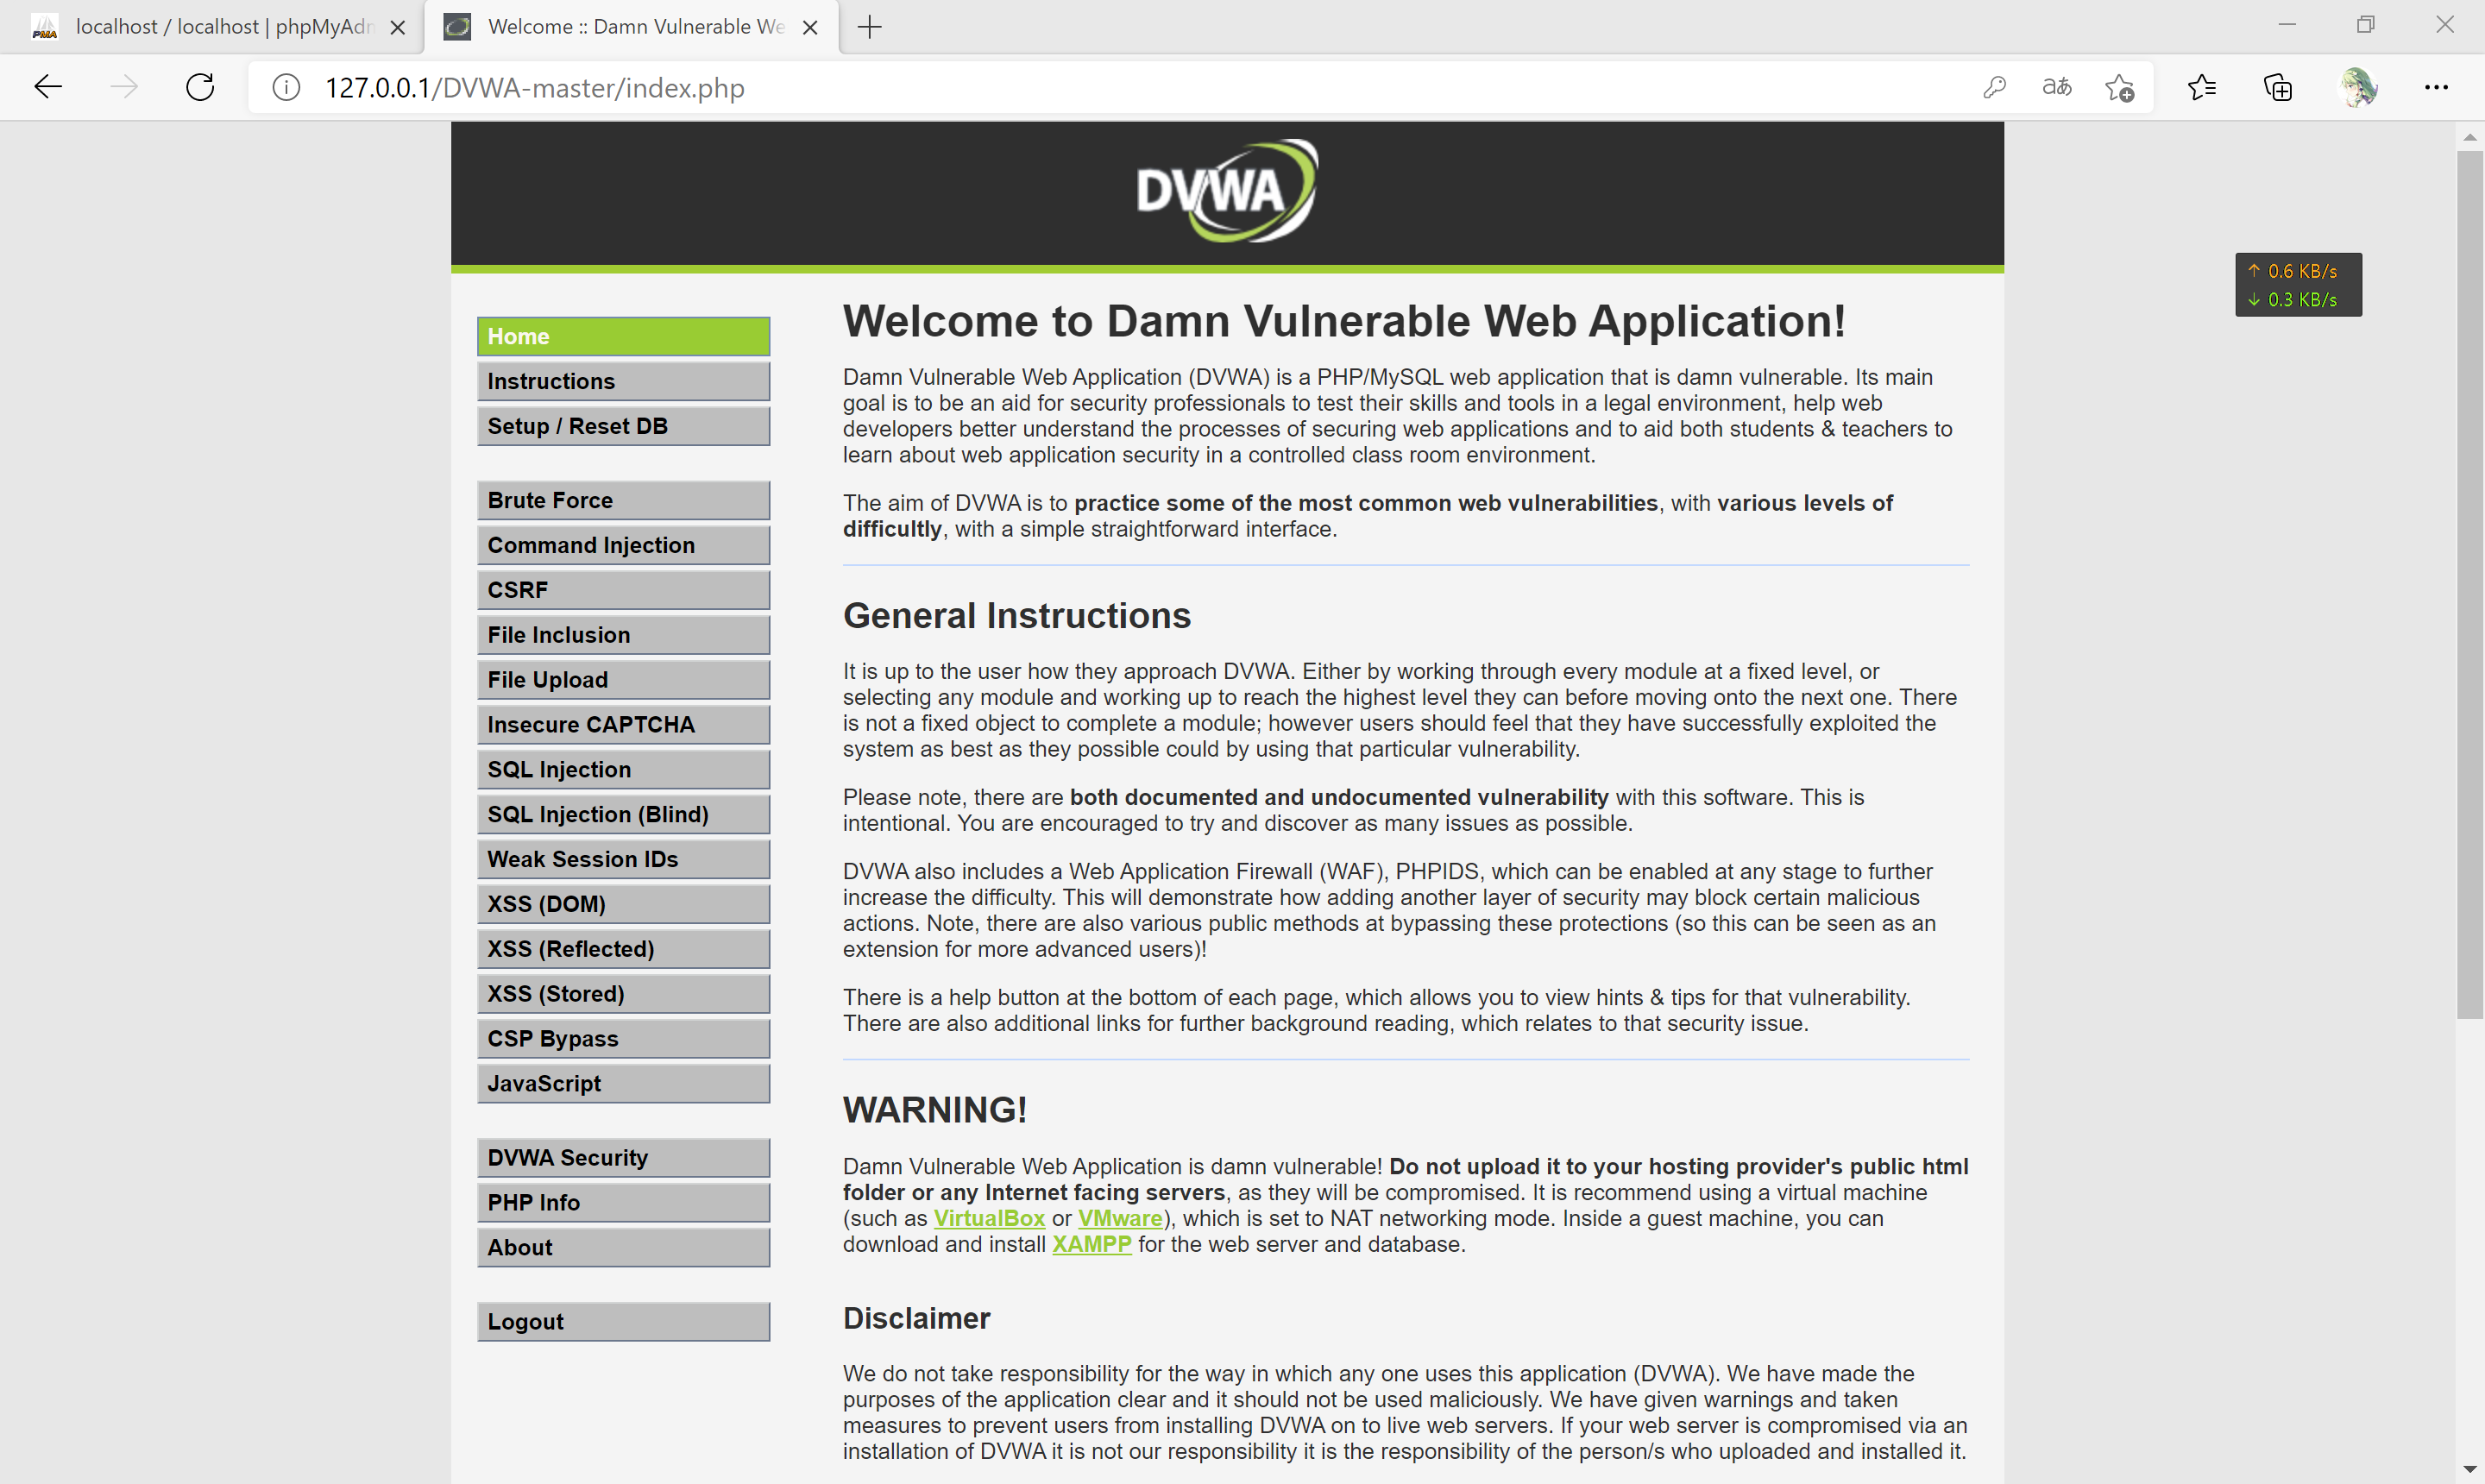 localhost / localhost | phpMyAdn
Welcome :: Damn Vulnerable We
127.0.0.1/DVWA-master/index.php
aあ
DVWA
↑ 0.6 KB/s
↓ 0.3 KB/s
Home
Instructions
Setup / Reset DB
Brute Force
Command Injection
CSRF
File Inclusion
File Upload
Insecure CAPTCHA
SQL Injection
SQL Injection (Blind)
Weak Session IDs
XSS (DOM)
XSS (Reflected)
XSS (Stored)
CSP Bypass
JavaScript
DVWA Security
PHP Info
About
Logout
Welcome to Damn Vulnerable Web Application!
Damn Vulnerable Web Application (DVWA) is a PHP/MySQL web application that is damn vulnerable. Its main
goal is to be an aid for security professionals to test their skills and tools in a legal environment, help web
developers better understand the processes of securing web applications and to aid both students & teachers to
learn about web application security in a controlled class room environment.
The aim of DVWA is to practice some of the most common web vulnerabilities, with various levels of
difficultly, with a simple straightforward interface.
General Instructions
It is up to the user how they approach DVWA. Either by working through every module at a fixed level, or
selecting any module and working up to reach the highest level they can before moving onto the next one. There
is not a fixed object to complete a module; however users should feel that they have successfully exploited the
system as best as they possible could by using that particular vulnerability.
Please note, there are both documented and undocumented vulnerability with this software. This is
intentional. You are encouraged to try and discover as many issues as possible.
DVWA also includes a Web Application Firewall (WAF), PHPIDS, which can be enabled at any stage to further
increase the difficulty. This will demonstrate how adding another layer of security may block certain malicious
actions. Note, there are also various public methods at bypassing these protections (so this can be seen as an
extension for more advanced users)!
There is a help button at the bottom of each page, which allows you to view hints & tips for that vulnerability.
There are also additional links for further background reading, which relates to that security issue.
WARNING!
Damn Vulnerable Web Application is damn vulnerable! Do not upload it to your hosting provider's public html
folder or any Internet facing servers, as they will be compromised. It is recommend using a virtual machine
(such as VirtualBox or VMware), which is set to NAT networking mode. Inside a guest machine, you can
download and install XAMPP for the web server and database.
Disclaimer
We do not take responsibility for the way in which any one uses this application (DVWA). We have made the
purposes of the application clear and it should not be used maliciously. We have given warnings and taken
measures to prevent users from installing DVWA on to live web servers. If your web server is compromised via an
installation of DVWA it is not our responsibility it is the responsibility of the person/s who uploaded and installed it.